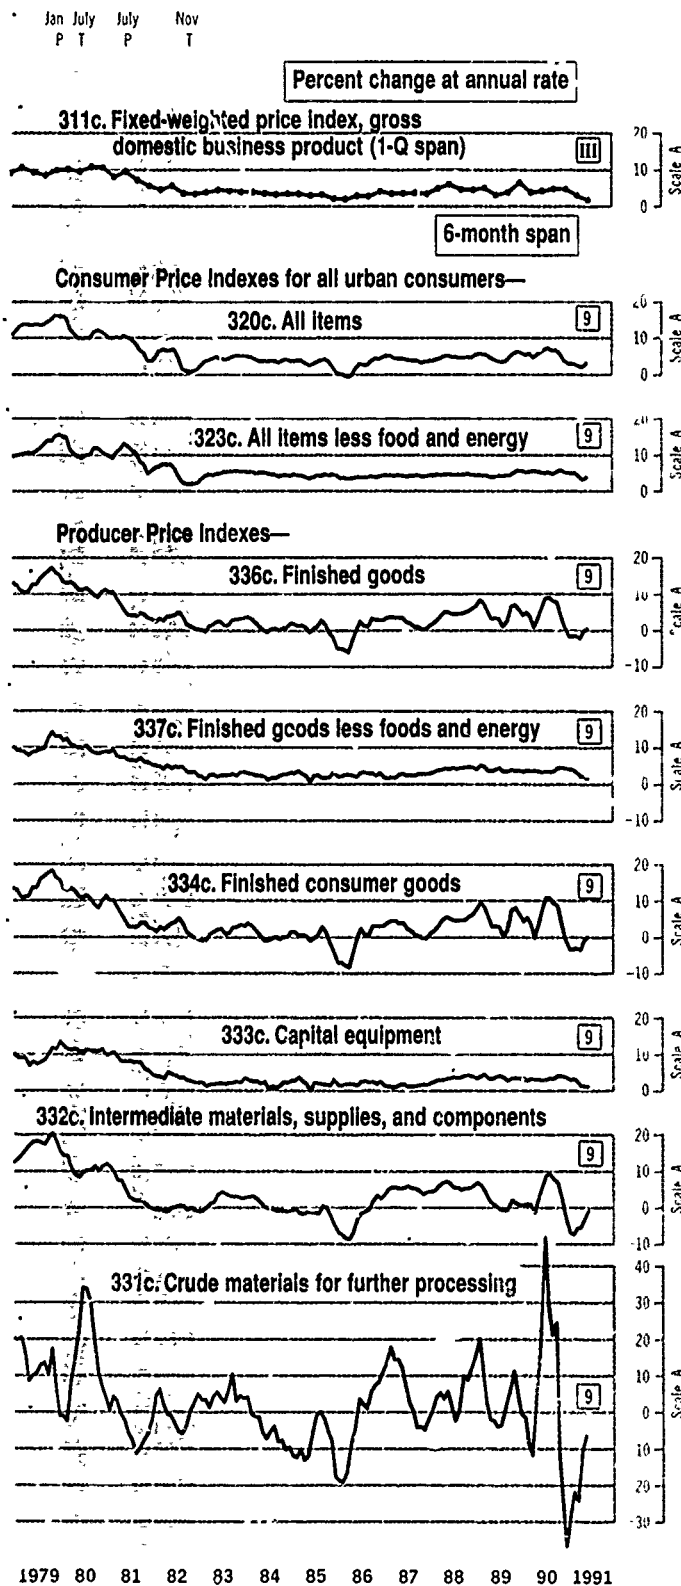 Jan July July Nov
P T P T
Percent change at annual rate
311c. Fixed-weighted price index, gross
domestic business product (1-Q span)
III
20
10
0
Scale A
6-month span
Consumer Price Indexes for all urban consumers—
320c. All items
9
20
10
0
Scale A
323c. All items less food and energy
9
20
10
0
Scale A
Producer Price Indexes—
336c. Finished goods
9
20
10
0
-10
Scale A
337c. Finished goods less foods and energy
9
20
10
0
-10
Scale A
334c. Finished consumer goods
9
20
10
0
-10
Scale A
333c. Capital equipment
9
20
10
0
Scale A
332c. Intermediate materials, supplies, and components
9
20
10
0
-10
Scale A
331c. Crude materials for further processing
9
40
30
20
10
0
-10
-20
-30
Scale A
1979 80 81 82 83 84 85 86 87 88 89 90 1991